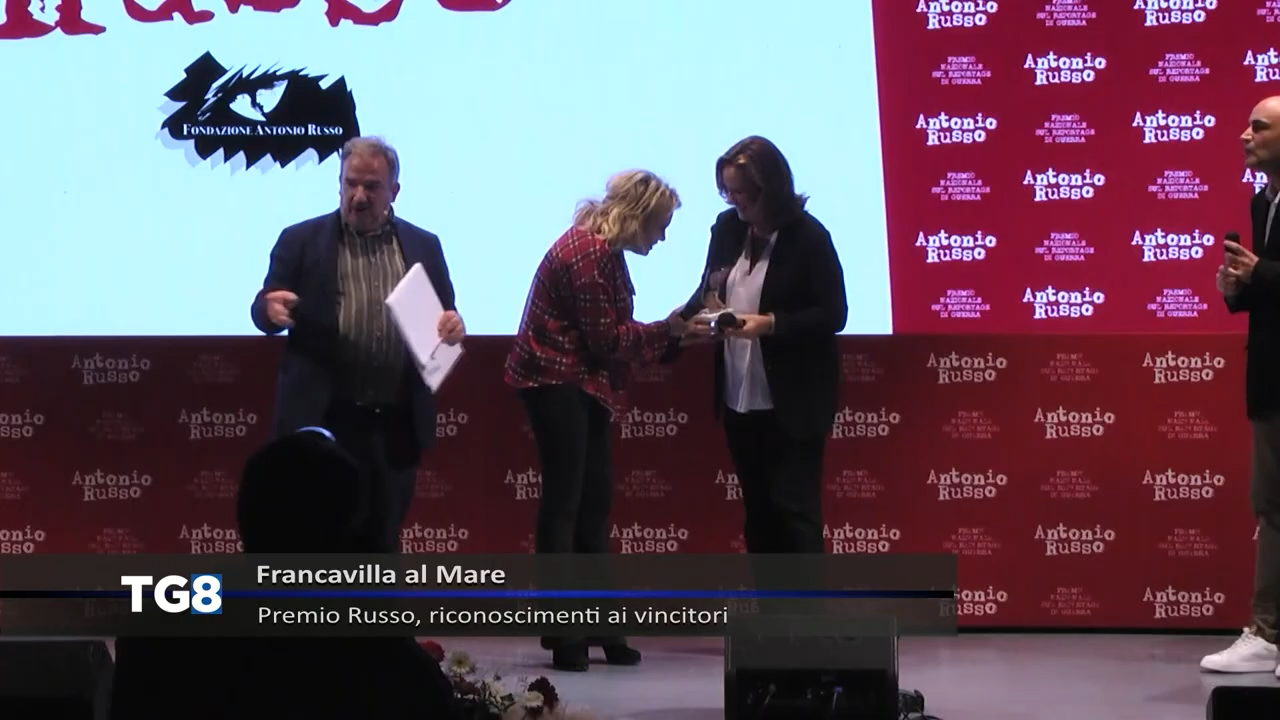 Russo
FONDAZIONE ANTONIO RUSSO
Antonio
Russo
PREMIO
NAZIONALE
SUL REPORTAGE
DI GUERRA
TG8
Francavilla al Mare
Premio Russo, riconoscimenti ai vincitori